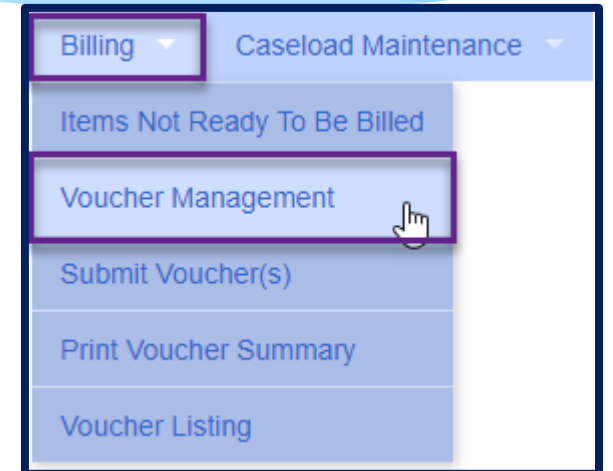 Billing Caseload Maintenance
Items Not Ready To Be Billed
Voucher Management
Submit Voucher(s)
Print Voucher Summary
Voucher Listing